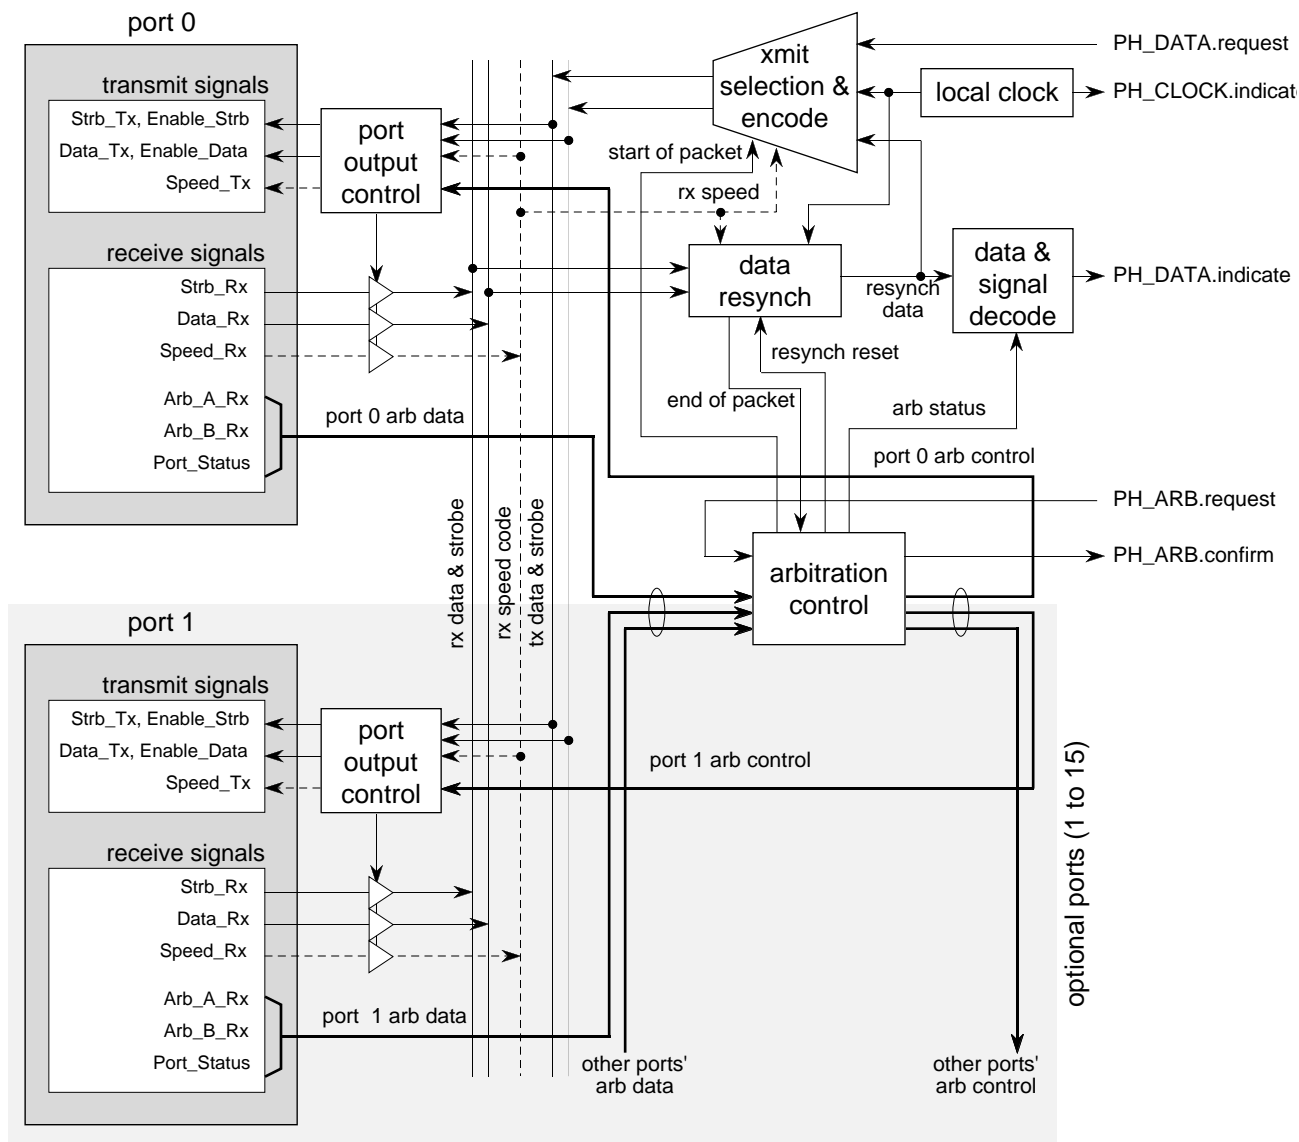 port 0
transmit signals
Strb_Tx, Enable_Strb
Data_Tx, Enable_Data
Speed_Tx
port
output
control
receive signals
Strb_Rx
Data_Rx
Speed_Rx
Arb_A_Rx
Arb_B_Rx
Port_Status
port 0 arb data
xmit
selection &
encode
PH_DATA.request
local clock
PH_CLOCK.indicate
start of packet
rx speed
data
resynch
resynch
data
data &
signal
decode
PH_DATA.indicate
resynch reset
end of packet
arb status
port 0 arb control
PH_ARB.request
arbitration
control
PH_ARB.confirm
rx data & strobe
rx speed code
tx data & strobe
port 1
transmit signals
Strb_Tx, Enable_Strb
Data_Tx, Enable_Data
Speed_Tx
port
output
control
port 1 arb control
receive signals
Strb_Rx
Data_Rx
Speed_Rx
Arb_A_Rx
Arb_B_Rx
Port_Status
port 1 arb data
other ports'
arb data
other ports'
arb control
optional ports (1 to 15)